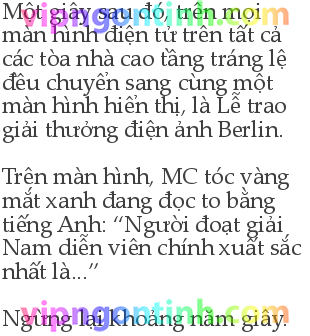 Một giây sau đó, trên mọi
màn hình điện tử trên tất cả
các tòa nhà cao tầng tráng lệ
đều chuyển sang cùng một
màn hình hiển thị, là Lễ trao
giải thưởng điện ảnh Berlin.
Trên màn hình, MC tóc vàng
mắt xanh đang đọc to bằng
tiếng Anh: “Người đoạt giải
Nam diễn viên chính xuất sắc
nhất là...”
Ngừng lại khoảng năm giây.
vipngontinh.com
vipngontinh.com